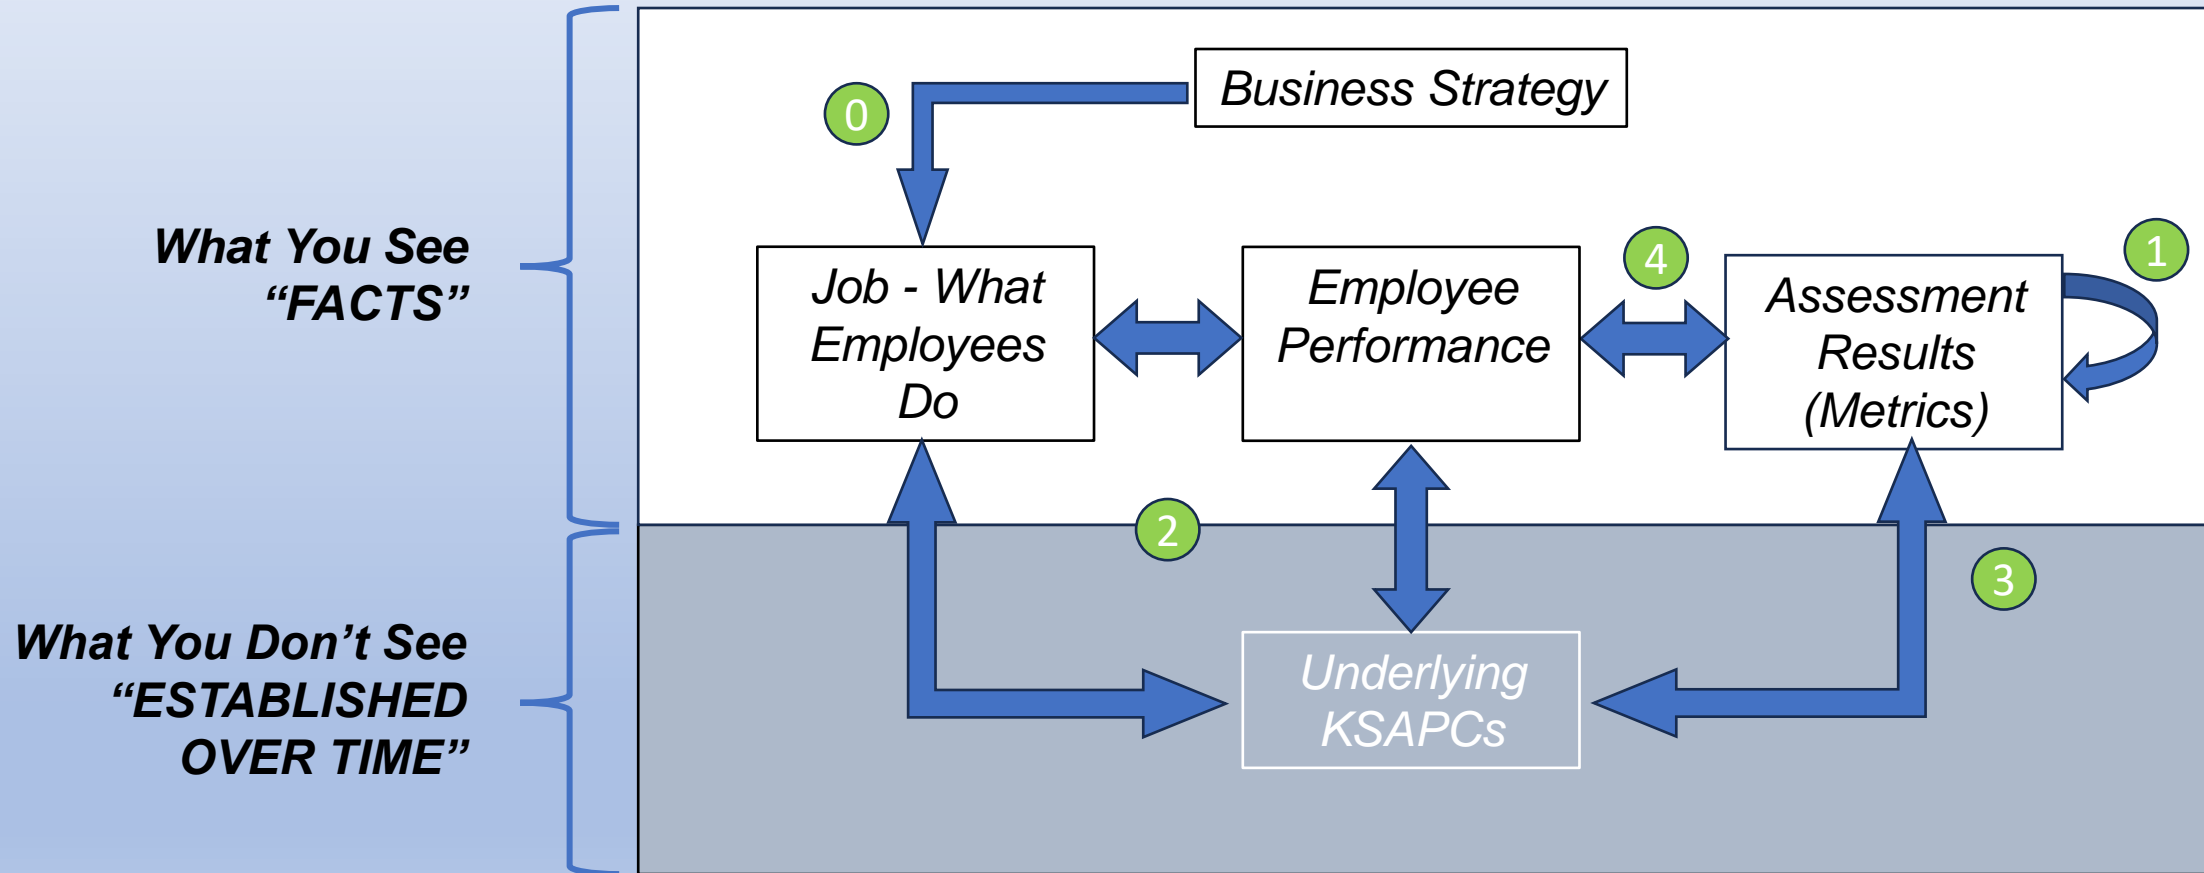 What You See
“FACTS”
What You Don’t See
“ESTABLISHED
OVER TIME”
Business Strategy
0
Job - What
Employees
Do
Employee
Performance
4
Assessment
Results
(Metrics)
1
2
3
Underlying
KSAPCs